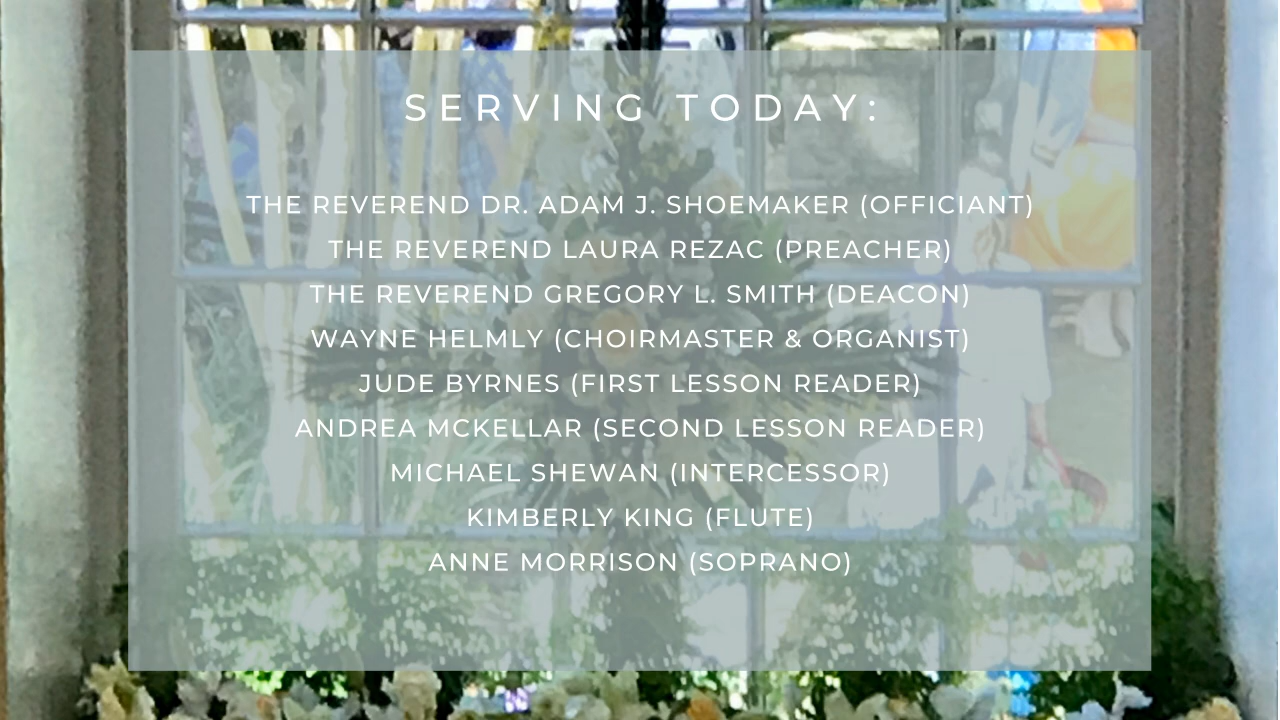 SERVING TODAY:
THE REVEREND DR. ADAM J. SHOEMAKER (OFFICIANT)
THE REVEREND LAURA REZAC (PREACHER)
THE REVEREND GREGORY L. SMITH (DEACON)
WAYNE HELMLY (CHOIRMASTER & ORGANIST)
JUDE BYRNES (FIRST LESSON READER)
ANDREA MCKELLAR (SECOND LESSON READER)
MICHAEL SHEWAN (INTERCESSOR)
KIMBERLY KING (FLUTE)
ANNE MORRISON (SOPRANO)